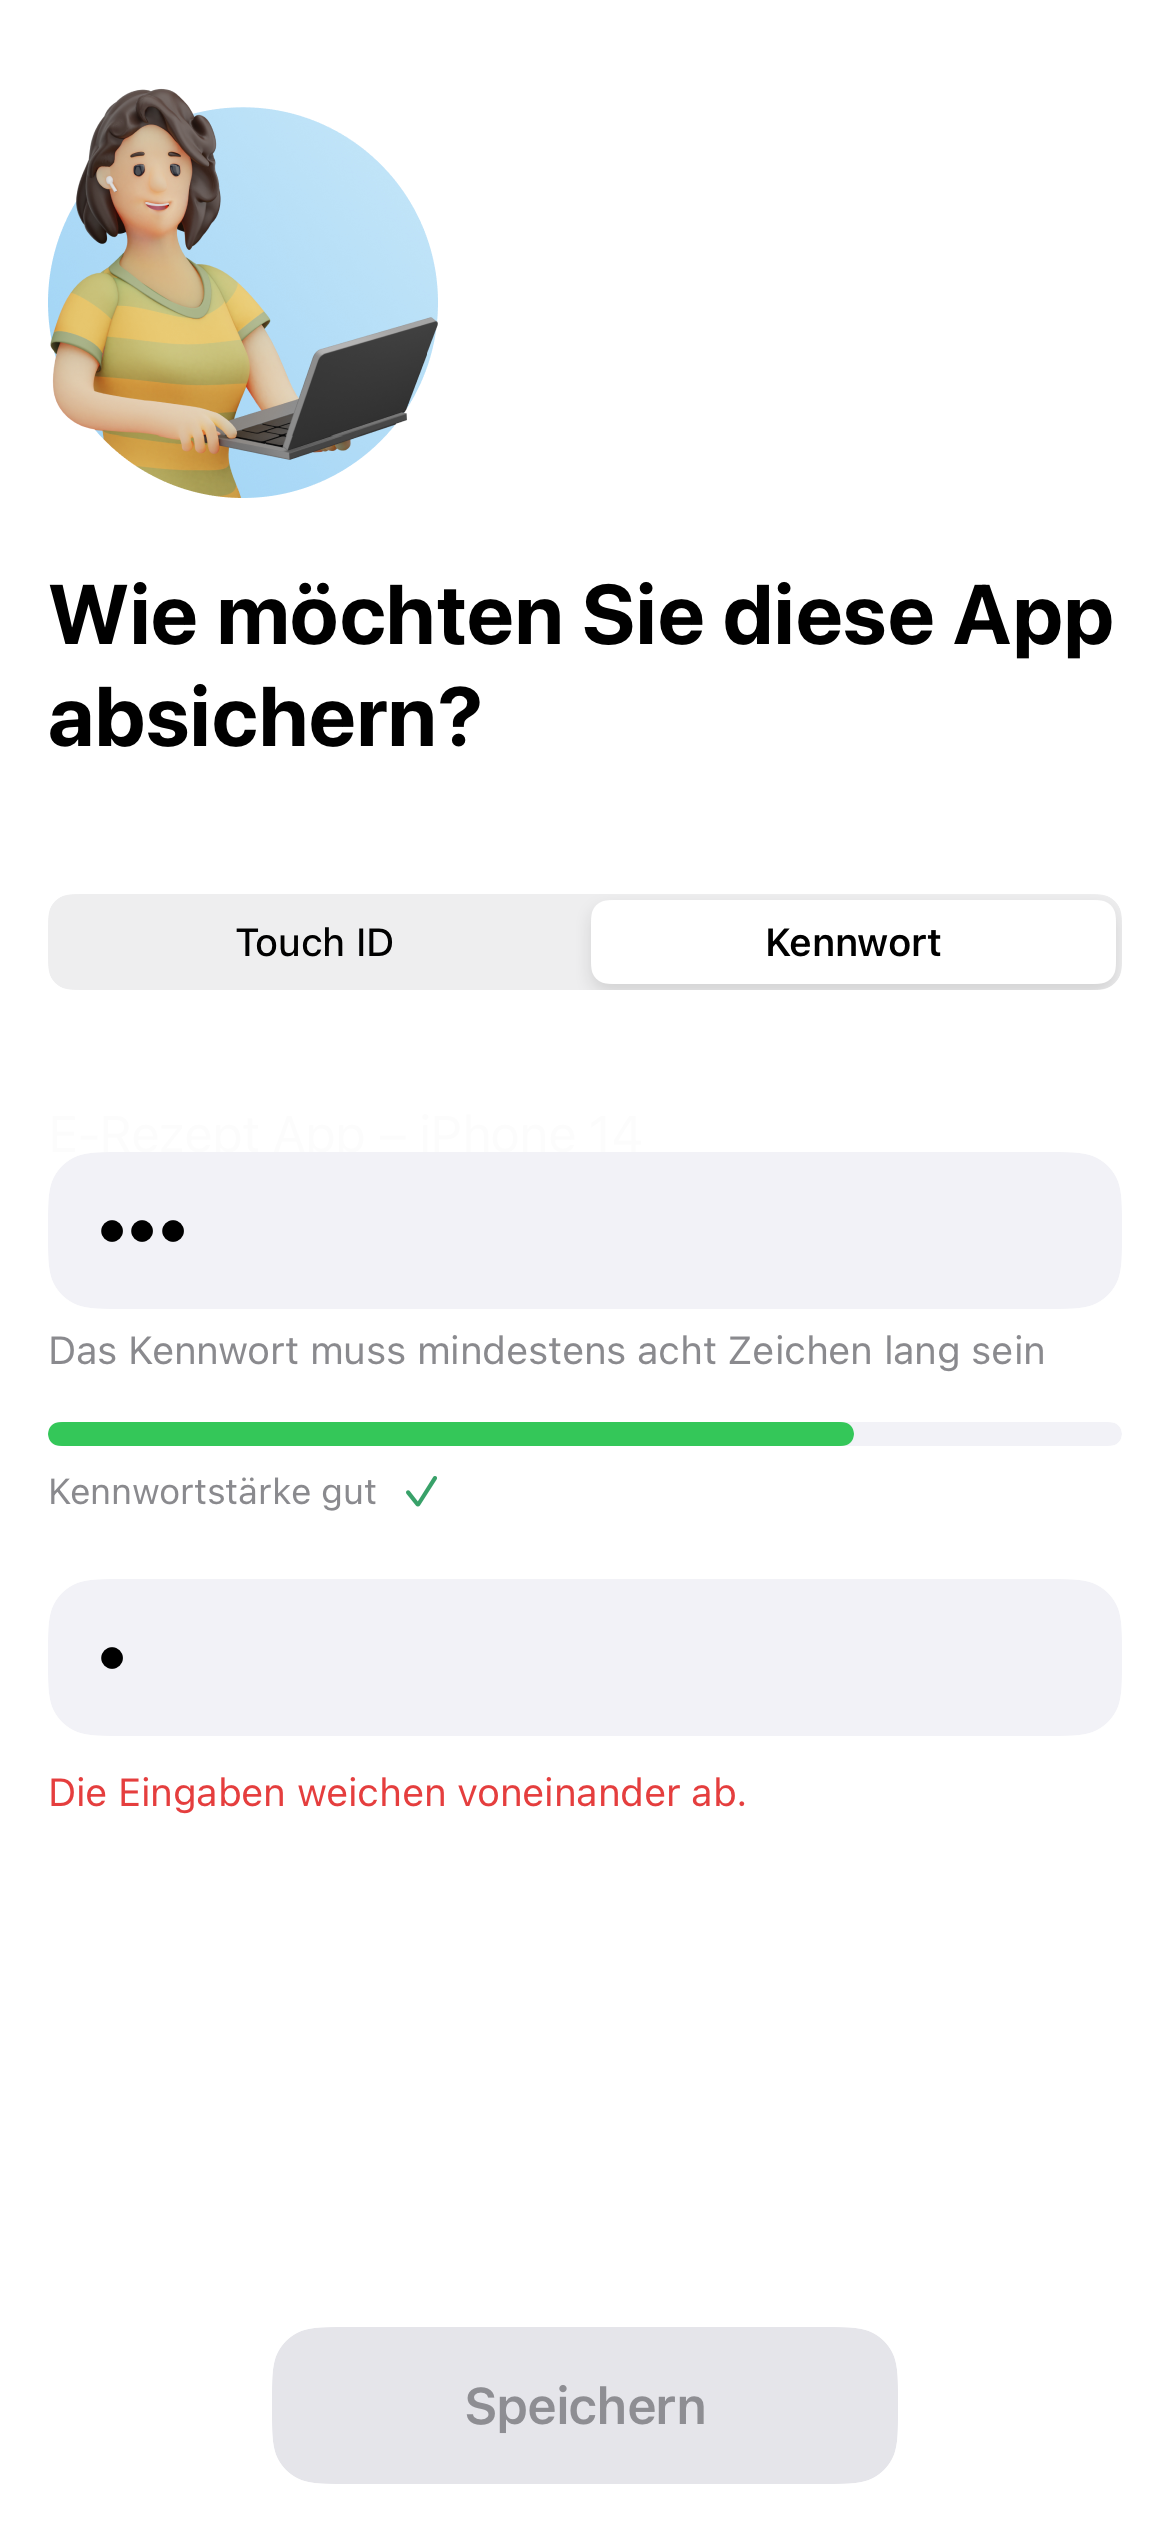 Wie möchten Sie diese App
absichern?
Touch ID
Kennwort
E-Rezept App – iPhone 14
●●●
Das Kennwort muss mindestens acht Zeichen lang sein
Kennwortstärke gut ✓
●
Die Eingaben weichen voneinander ab.
Speichern